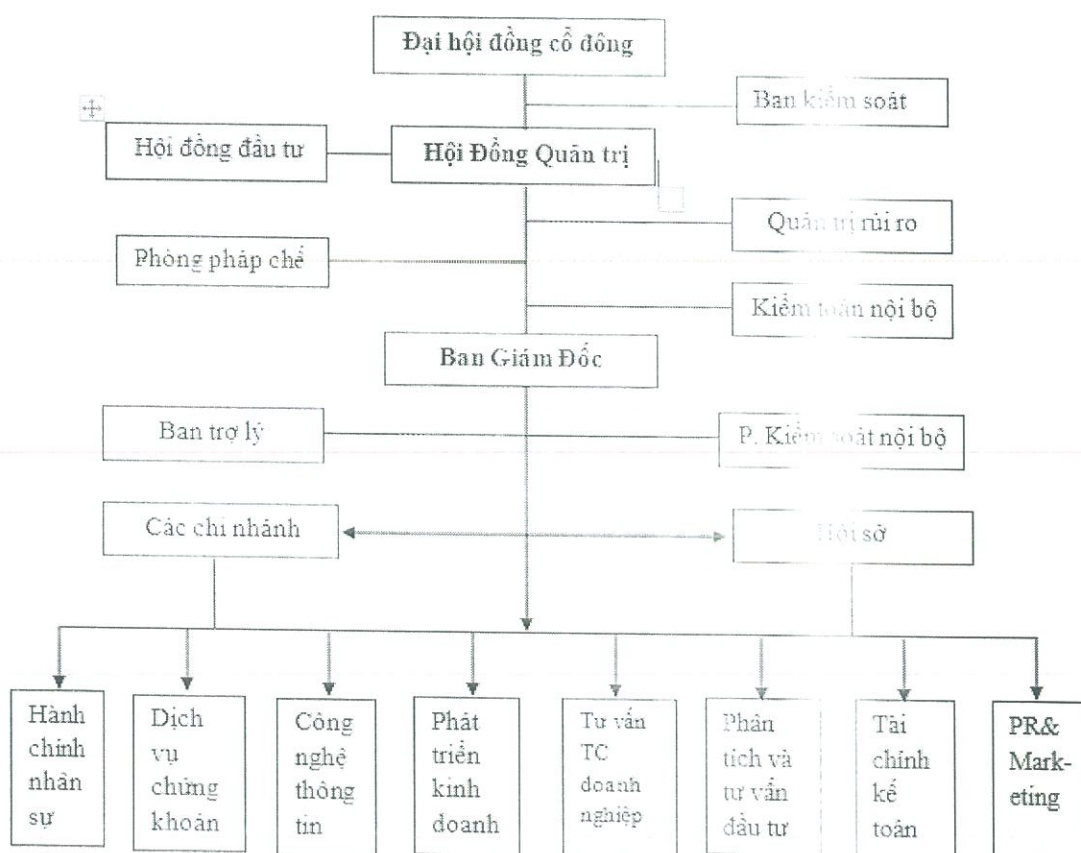 Đại hội đồng cổ đông
Ban kiểm soát
Hội đồng đầu tư
Hội Đồng Quản trị
Quản trị rủi ro
Phòng pháp chế
Kiểm toán nội bộ
Ban Giám Đốc
Ban trợ lý
P. Kiểm soát nội bộ
Các chi nhánh
Hội sở
Hành
chính
nhân
sự
Dịch
vụ
chứng
khoán
Công
nghệ
thông
tin
Phát
triển
kinh
doanh
Tư vấn
TC
doanh
nghiệp
Phân
tích và
tư vấn
đầu tư
Tài
chính
kế
toán
PR&
Mark-
eting